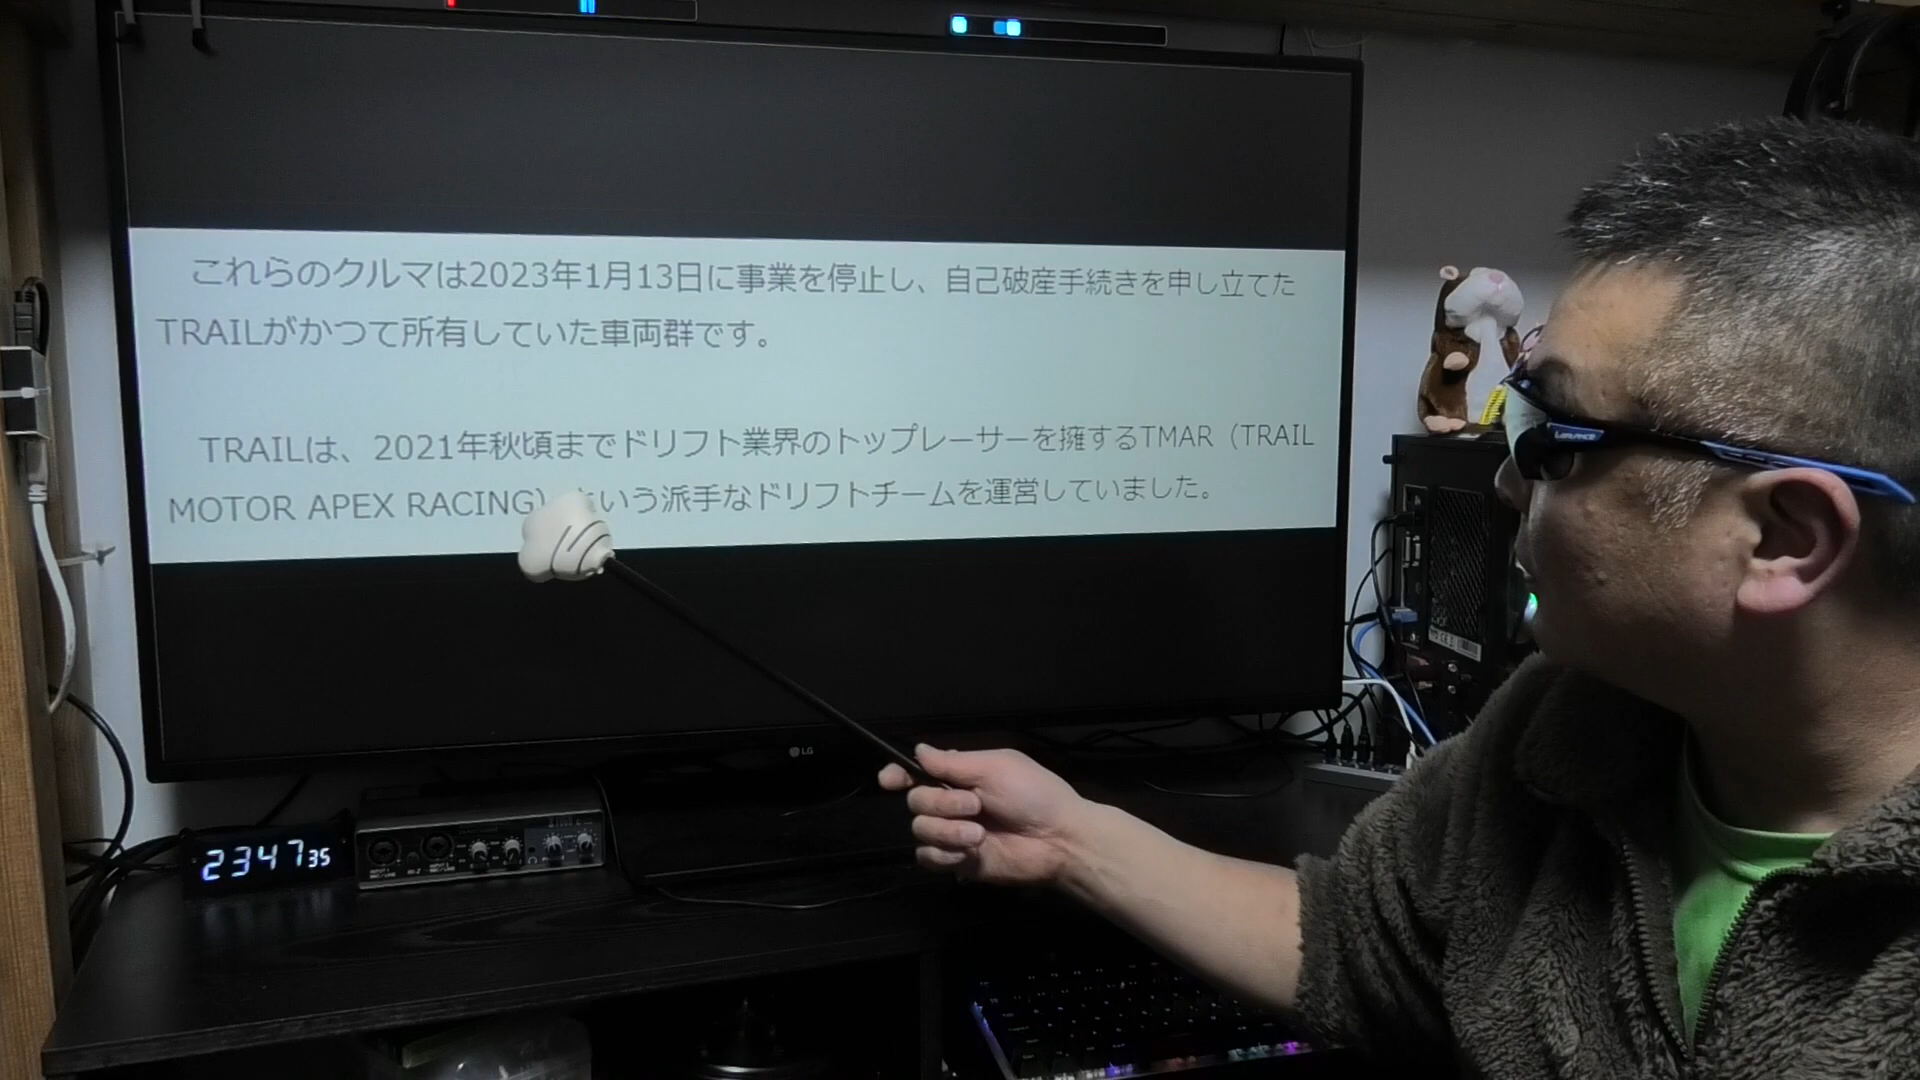 これらのクルマは2023年1月13日に事業を停止し、自己破産手続きを申し立てた
TRAILがかつて所有していた車両群です。
TRAILは、2021年秋頃までドリフト業界のトップレーサーを擁するTMAR（TRAIL
MOTOR APEX RACING）という派手なドリフトチームを運営していました。
LG
2347 35